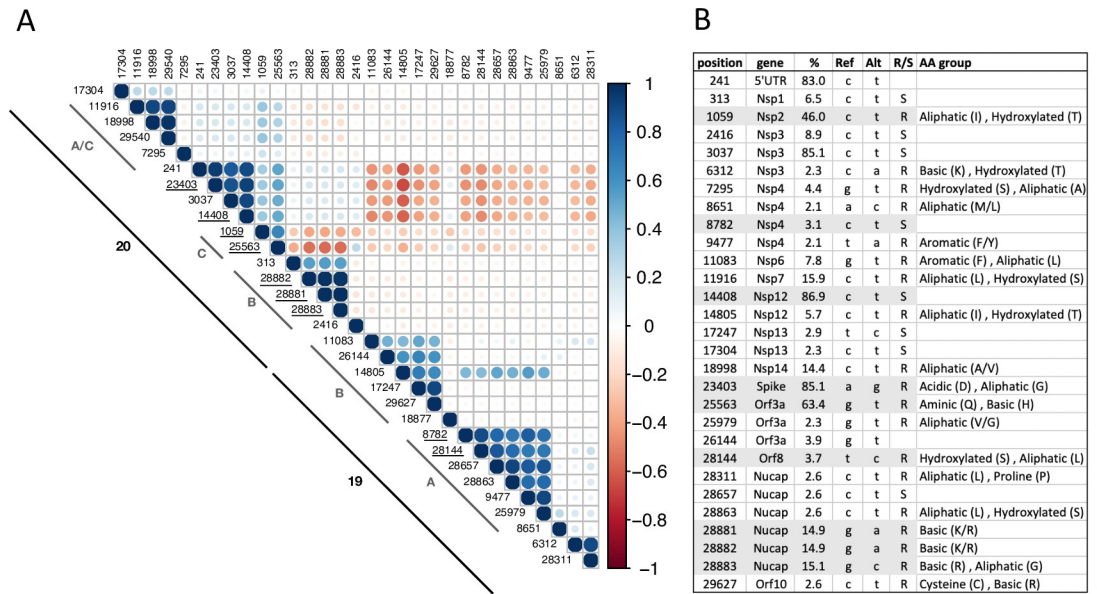 A
B
17304 11916 18998 29540 7295 241 23403 3037 14408 1059 25563 313 28882 28881 28883 2416 11083 26144 14805 17247 29627 18877 8782 28144 28657 28863 9477 25979 8651 6312 28311
17304
11916
18998
29540
7295
241
23403
3037
14408
1059
25563
313
28882
28881
28883
2416
11083
26144
14805
17247
29627
18877
8782
28144
28657
28863
9477
25979
8651
6312
28311
A/C
C
B
B
A
20
19
1
0.8
0.6
0.4
0.2
0
−0.2
−0.4
−0.6
−0.8
−1
position gene % Ref Alt R/S AA group
241 5'UTR 83.0 c t
313 Nsp1 6.5 c t S
1059 Nsp2 46.0 c t R Aliphatic (I) , Hydroxylated (T)
2416 Nsp3 8.9 c t S
3037 Nsp3 85.1 c t S
6312 Nsp3 2.3 c a R Basic (K) , Hydroxylated (T)
7295 Nsp4 4.4 g t R Hydroxylated (S) , Aliphatic (A)
8651 Nsp4 2.1 a c R Aliphatic (M/L)
8782 Nsp4 3.1 c t S
9477 Nsp4 2.1 t a R Aromatic (F/Y)
11083 Nsp6 7.8 g t R Aromatic (F) , Aliphatic (L)
11916 Nsp7 15.9 c t R Aliphatic (L) , Hydroxylated (S)
14408 Nsp12 86.9 c t S
14805 Nsp12 5.7 c t R Aliphatic (I) , Hydroxylated (T)
17247 Nsp13 2.9 t c S
17304 Nsp13 2.3 c t S
18998 Nsp14 14.4 c t R Aliphatic (A/V)
23403 Spike 85.1 a g R Acidic (D) , Aliphatic (G)
25563 Orf3a 63.4 g t R Aminic (Q) , Basic (H)
25979 Orf3a 2.3 g t R Aliphatic (V/G)
26144 Orf3a 3.9 g t
28144 Orf8 3.7 t c R Hydroxylated (S) , Aliphatic (L)
28311 Nucap 2.6 c t R Aliphatic (L) , Proline (P)
28657 Nucap 2.6 c t S
28863 Nucap 2.6 c t R Aliphatic (L) , Hydroxylated (S)
28881 Nucap 14.9 g a R Basic (K/R)
28882 Nucap 14.9 g a R Basic (K/R)
28883 Nucap 15.1 g c R Basic (R) , Aliphatic (G)
29627 Orf10 2.6 c t R Cysteine (C) , Basic (R)